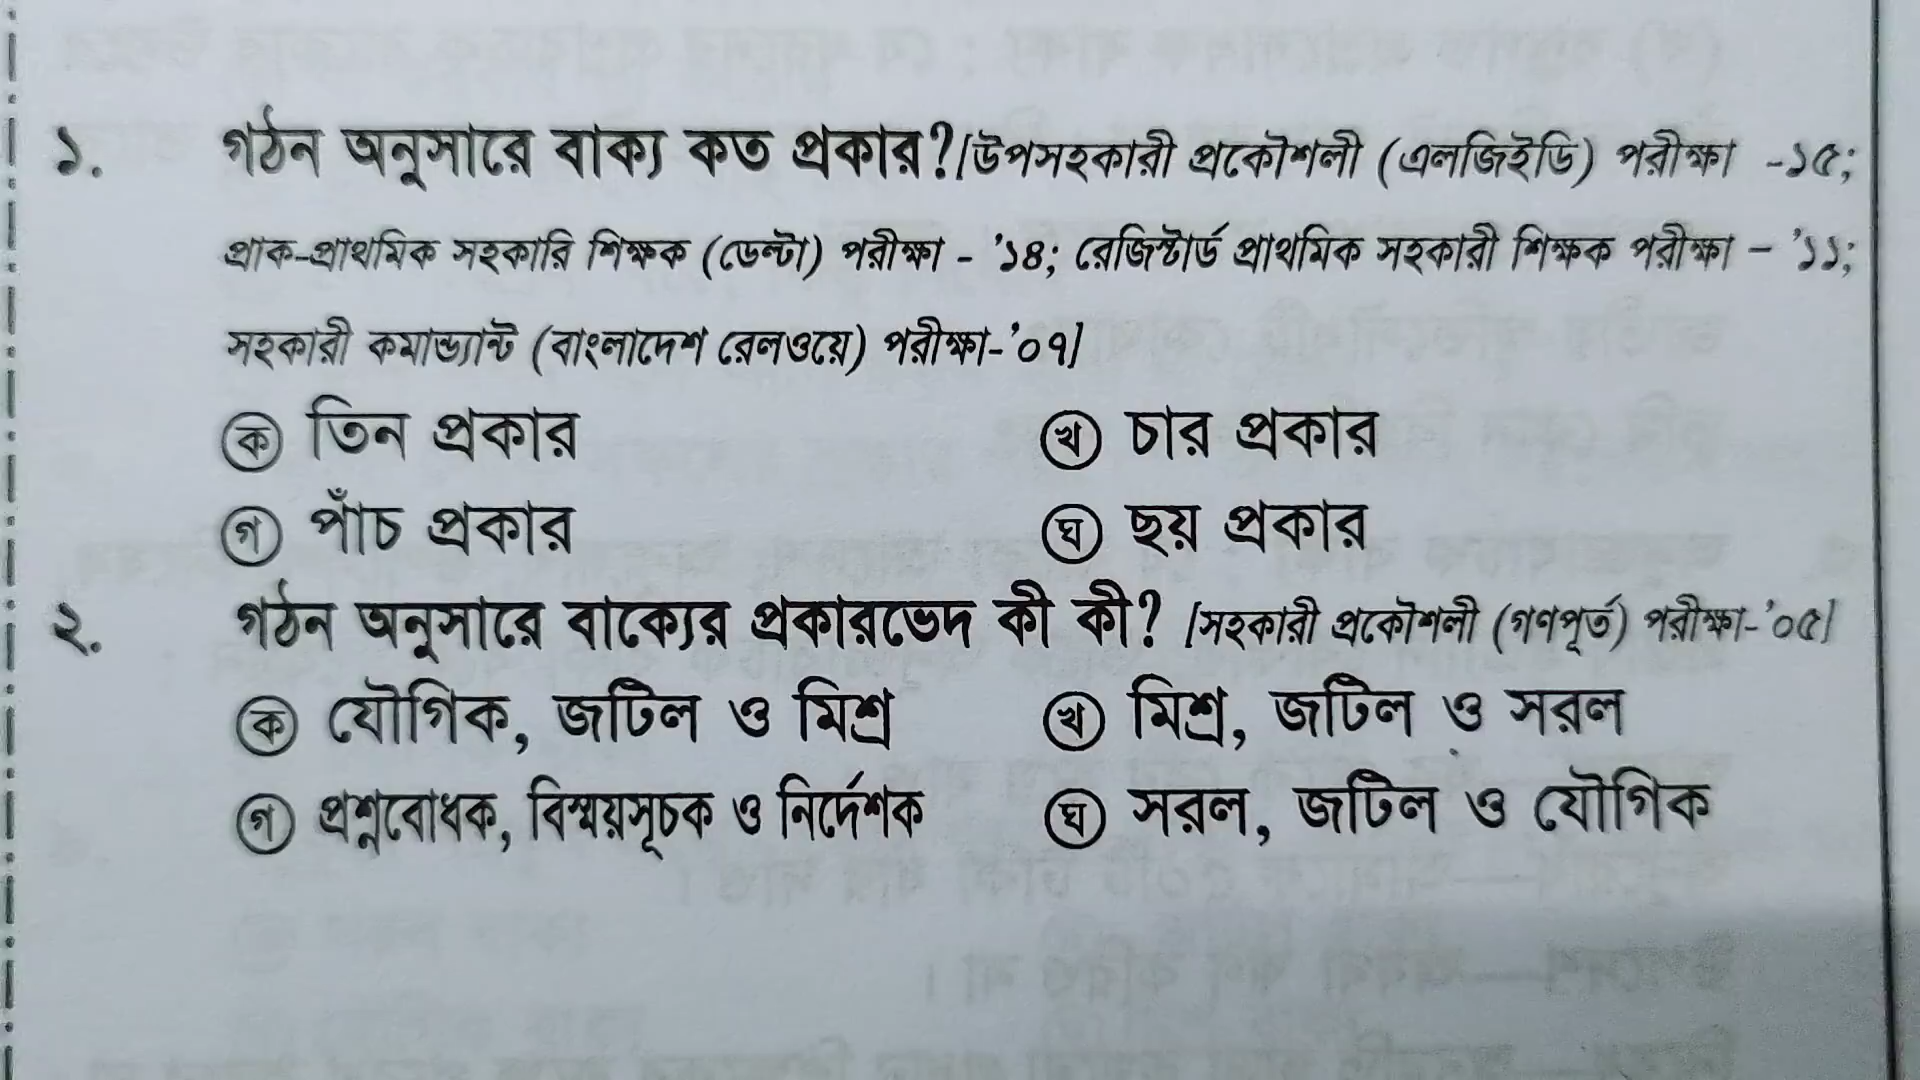 ১. গঠন অনুসারে বাক্য কত প্রকার? [উপসহকারী প্রকৌশলী (এলজিইডি) পরীক্ষা -১৫;
প্রাক-প্রাথমিক সহকারি শিক্ষক (ডেল্টা) পরীক্ষা - '১৪; রেজিস্টার্ড প্রাথমিক সহকারী শিক্ষক পরীক্ষা – '১১;
সহকারী কমান্ড্যান্ট (বাংলাদেশ রেলওয়ে) পরীক্ষা-'০৭]
ক তিন প্রকার খ চার প্রকার
গ পাঁচ প্রকার ঘ ছয় প্রকার
২. গঠন অনুসারে বাক্যের প্রকারভেদ কী কী? [সহকারী প্রকৌশলী (গণপূর্ত) পরীক্ষা-'০৫]
ক যৌগিক, জটিল ও মিশ্র খ মিশ্র, জটিল ও সরল
গ প্রশ্নবোধক, বিস্ময়সূচক ও নির্দেশক ঘ সরল, জটিল ও যৌগিক